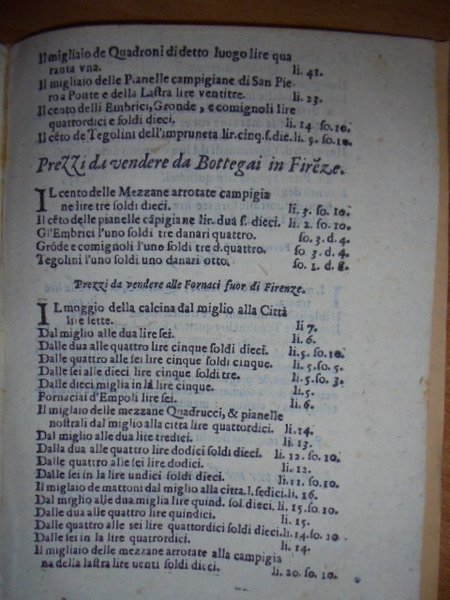 Il migliaio de Quadroni di detto luogo lire qua
ranta vna. li. 41.
Il migliaio delle Pianelle campigiane di San Pie
ro a Ponte e della Lastra lire ventitre. li. 23.
Il cento delli Embrici, Gronde, e comignoli lire
quattordici e soldi dieci. li. 14. so. 10.
Il cēto de Tegolini dell'impruneta lir. cinq. s. die. li. 5. so. 10.
Prezzi da vendere da Bottegai in Firēze.
IL cento delle Mezzane arrotate campigia
ne lire tre soldi dieci. li. 3. so. 10.
Il cēto delle pianelle cāpigiane lir. dua s. dieci. li. 2. so. 10.
Gl'Embrici l'uno soldi tre danari quattro. so. 3. d. 4.
Grōde e comignoli l'uno soldi tre d. quattro. so. 3. d. 4.
Tegolini l'uno soldi uno danari otto. so. 1. d. 8.
Prezzi da vendere alle Fornaci fuor di Firenze.
IL moggio della calcina dal miglio alla Città
lire sette. li 7.
Dal miglio alle dua lire sei. li. 6.
Dalle dua alle quattro lire cinque soldi dieci. li. 5. so. 10.
Dalle quattro alle sei lire cinque soldi cinque. li. 5. so. 5.
Dalle sei alle dieci lire cinque soldi tre. li. 5. so. 3.
Dalle dieci miglia in là lire cinque. li. 5.
Fornaciai d'Empoli lire sei. li. 6.
Il migliaio delle mezzane Quadrucci, & pianelle
nostrali dal miglio alla citta lire quattordici. li. 14.
Dal miglio alle dua lire tredici. li. 13.
Dalla dua alle quattro lire dodici soldi dieci. li. 12. so. 10.
Dalle quattro alle sei lire dodici. li. 12.
Dalle sei in la lire undici soldi dieci. li. 11. so. 10.
Il miglaio de mattoni dal miglio alla citta. l. sedici. li. 16.
Dal miglio alle dua miglia lire quind. sol. dieci. li. 15. so. 10.
Dalle dua alle quattro lire quindici. li. 15.
Dalle quattro alle sei lire quattordici soldi dieci. li. 14. so. 10.
Dalle sei in la lire quattrordici. li. 14.
Il migliaio delle mezzane arrotate alla campigia
na della lastra lire uenti soldi dieci. li. 20. so. 10.